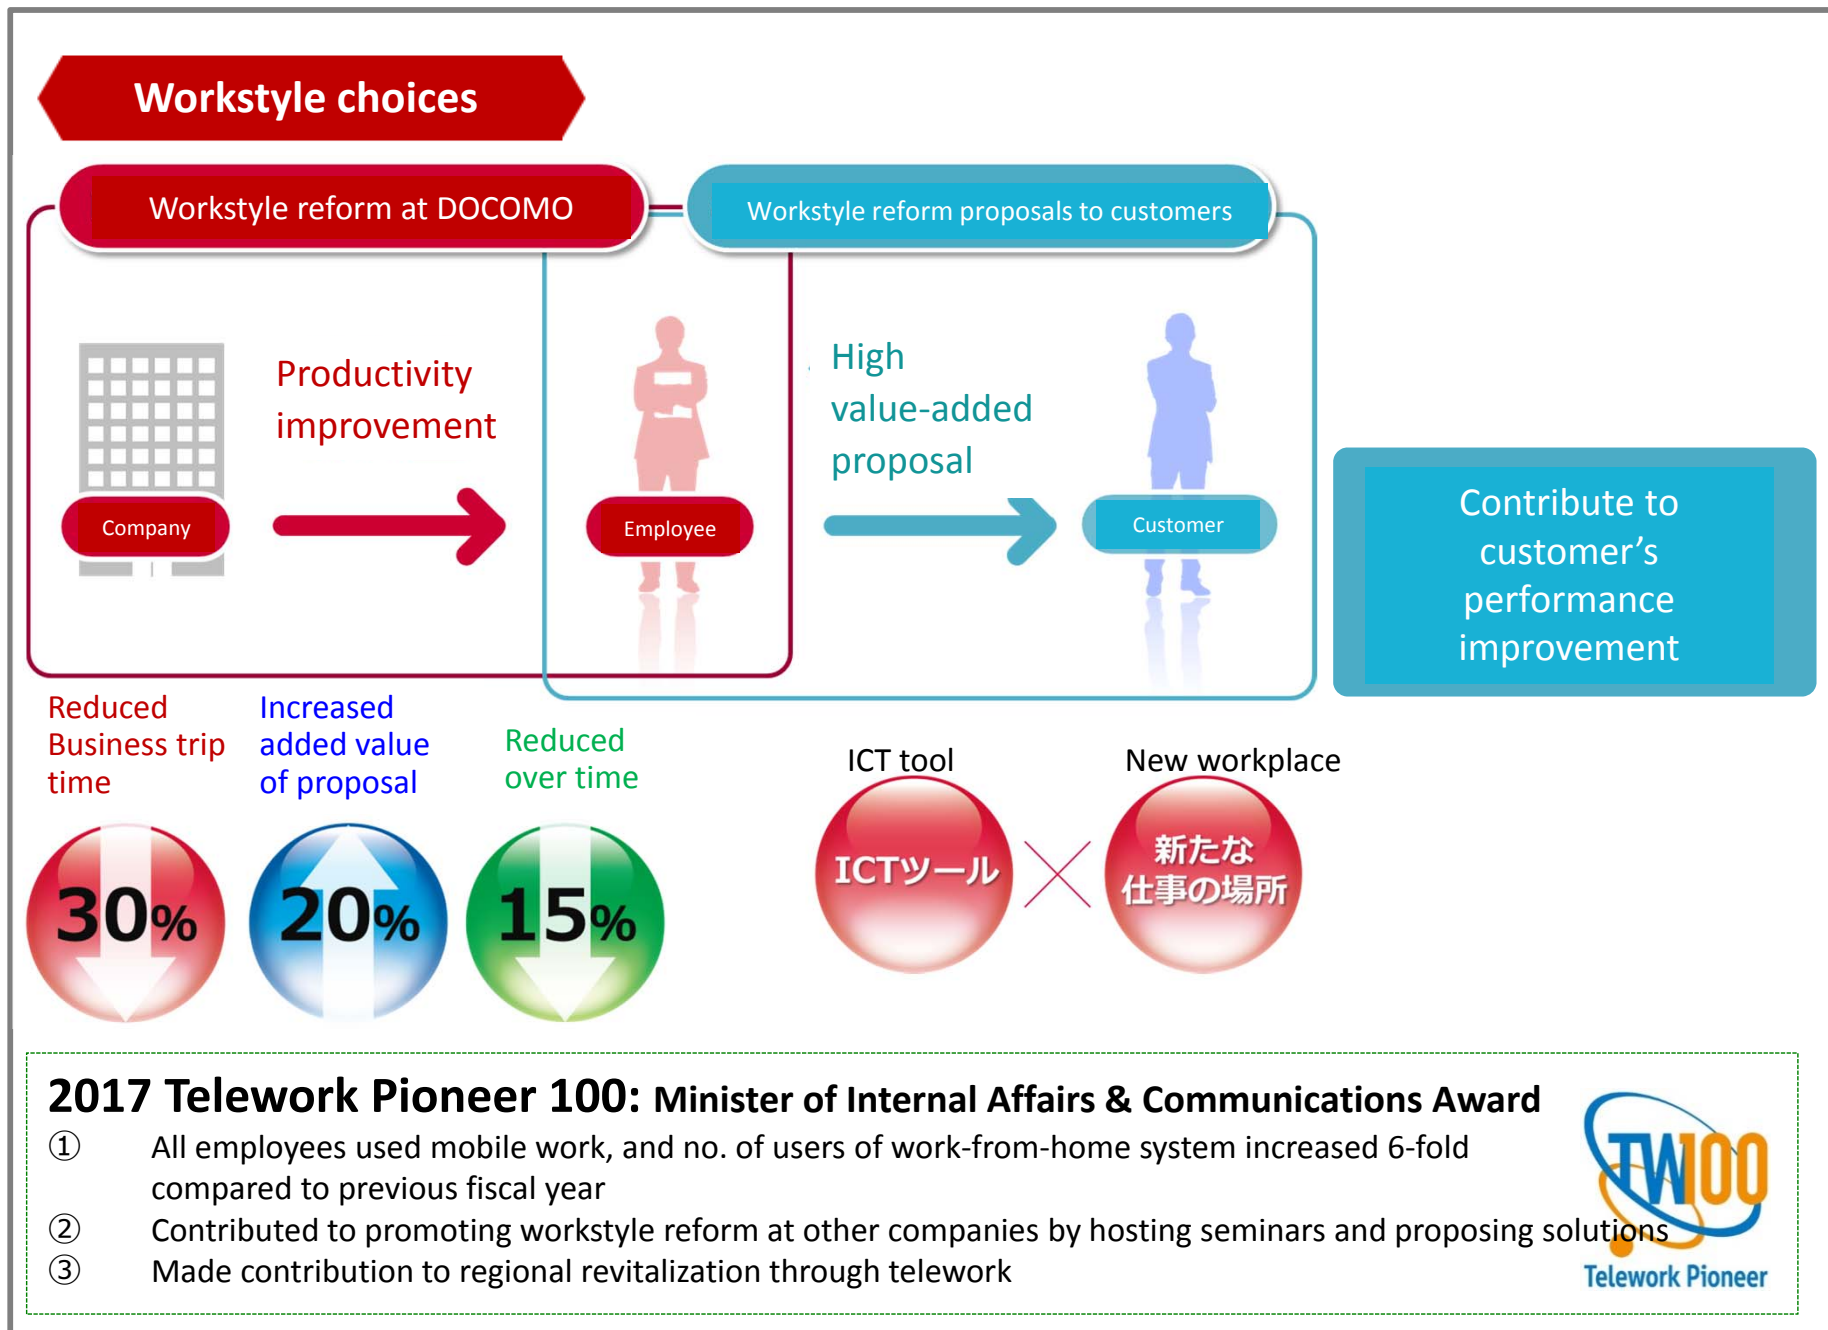 Workstyle choices
Workstyle reform at DOCOMO
Workstyle reform proposals to customers
Productivity
improvement
High
value-added
proposal
Company
Employee
Customer
Contribute to
customer’s
performance
improvement
Reduced
Business trip
time
Increased
added value
of proposal
Reduced
over time
30%
20%
15%
ICT tool
New workplace
ICTツール
新たな
仕事の場所
2017 Telework Pioneer 100: Minister of Internal Affairs & Communications Award
① All employees used mobile work, and no. of users of work-from-home system increased 6-fold
compared to previous fiscal year
② Contributed to promoting workstyle reform at other companies by hosting seminars and proposing solutions
③ Made contribution to regional revitalization through telework
TW100
Telework Pioneer